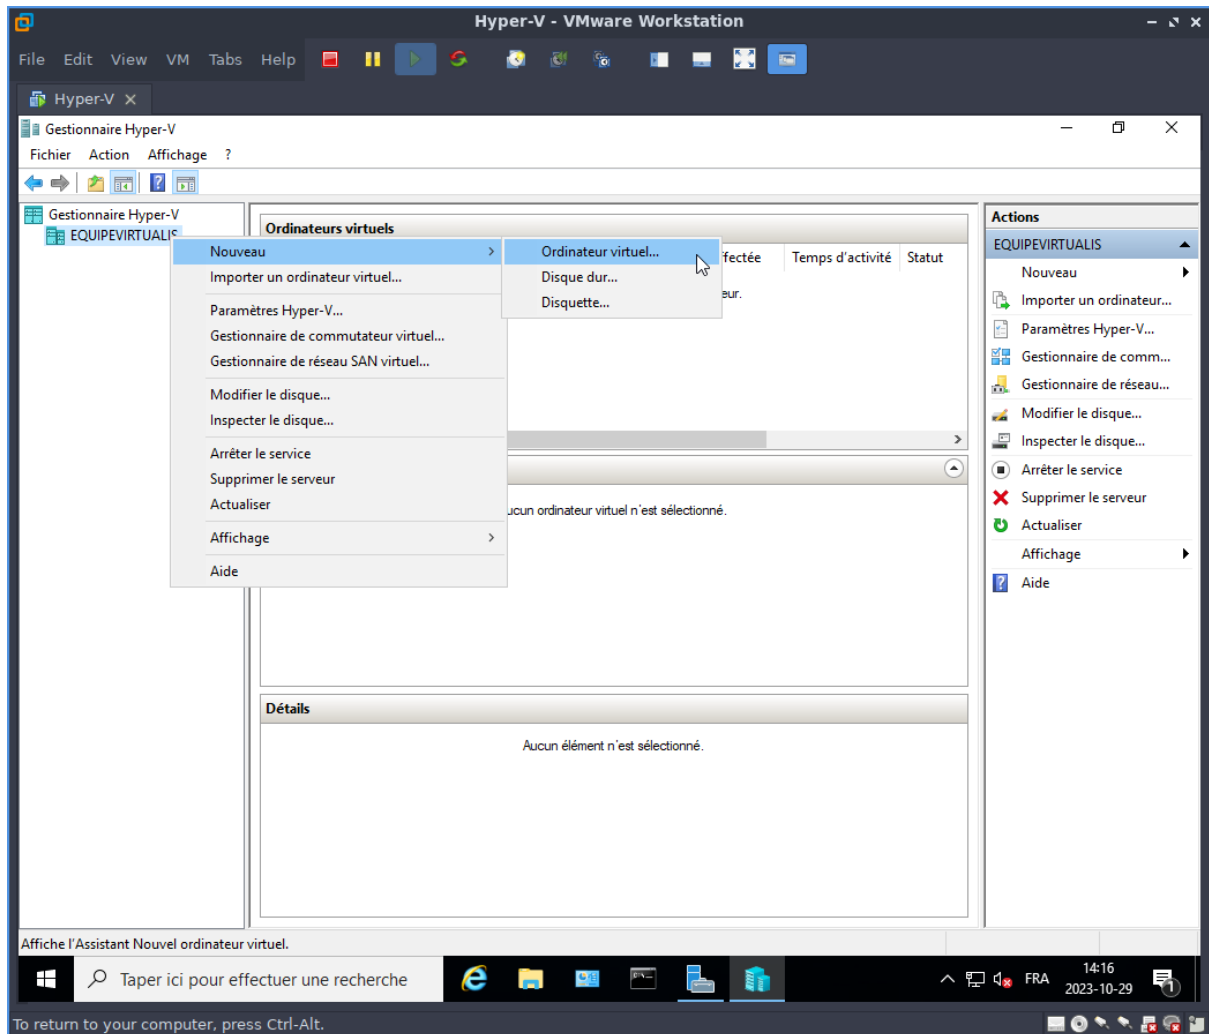 Hyper-V - VMware Workstation
File Edit View VM Tabs Help
Hyper-V
Gestionnaire Hyper-V
Fichier Action Affichage ?
Gestionnaire Hyper-V
EQUIPEVIRTUALIS
Nouveau
Importer un ordinateur virtuel...
Paramètres Hyper-V...
Gestionnaire de commutateur virtuel...
Gestionnaire de réseau SAN virtuel...
Modifier le disque...
Inspecter le disque...
Arrêter le service
Supprimer le serveur
Actualiser
Affichage
Aide
Ordinateur virtuel...
Disque dur...
Disquette...
Ordinateurs virtuels
ffectée Temps d'activité Statut
eur.
ucun ordinateur virtuel n'est sélectionné.
Détails
Aucun élément n'est sélectionné.
Actions
EQUIPEVIRTUALIS
Nouveau
Importer un ordinateur...
Paramètres Hyper-V...
Gestionnaire de comm...
Gestionnaire de réseau...
Modifier le disque...
Inspecter le disque...
Arrêter le service
Supprimer le serveur
Actualiser
Affichage
Aide
Affiche l'Assistant Nouvel ordinateur virtuel.
Taper ici pour effectuer une recherche
FRA
14:16
2023-10-29
1
To return to your computer, press Ctrl-Alt.